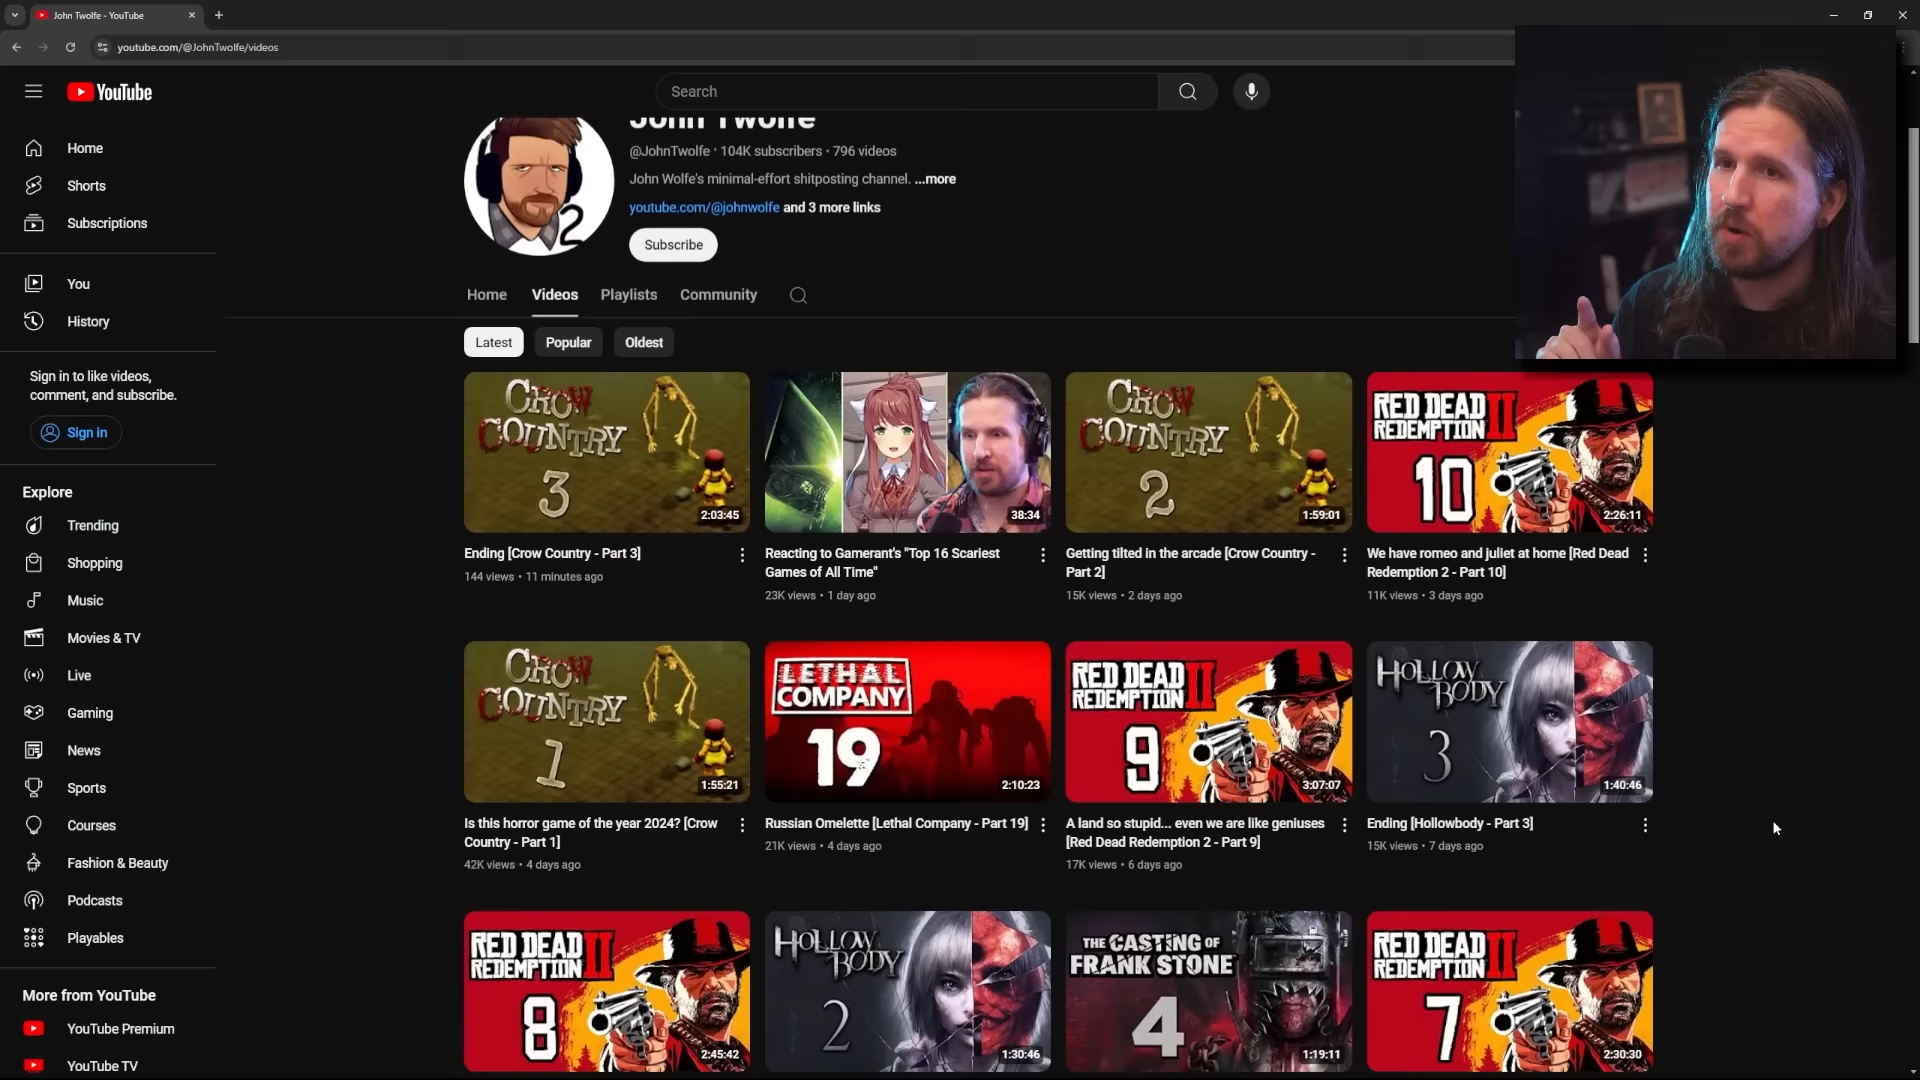 John Twolfe - YouTube
youtube.com/@JohnTwolfe/videos
YouTube
Search
John Twolfe
@JohnTwolfe · 104K subscribers · 796 videos
John Wolfe's minimal-effort shitposting channel. ...more
youtube.com/@johnwolfe and 3 more links
2
Subscribe
Home
Videos
Playlists
Community
Latest
Popular
Oldest
Home
Shorts
Subscriptions
You
History
Sign in to like videos,
comment, and subscribe.
Sign in
Explore
Trending
Shopping
Music
Movies & TV
Live
Gaming
News
Sports
Courses
Fashion & Beauty
Podcasts
Playables
More from YouTube
YouTube Premium
YouTube TV
CROW
COUNTRY
3
2:03:45
Ending [Crow Country - Part 3]
144 views · 11 minutes ago
38:34
Reacting to Gamerant's "Top 16 Scariest
Games of All Time"
23K views · 1 day ago
CROW
COUNTRY
2
1:59:01
Getting tilted in the arcade [Crow Country -
Part 2]
15K views · 2 days ago
RED DEAD
REDEMPTION II
10
2:26:11
We have romeo and juliet at home [Red Dead
Redemption 2 - Part 10]
11K views · 3 days ago
CROW
COUNTRY
1
1:55:21
Is this horror game of the year 2024? [Crow
Country - Part 1]
42K views · 4 days ago
LETHAL
COMPANY
19
2:10:23
Russian Omelette [Lethal Company - Part 19]
21K views · 4 days ago
RED DEAD
REDEMPTION II
9
3:07:07
A land so stupid... even we are like geniuses
[Red Dead Redemption 2 - Part 9]
17K views · 6 days ago
HOLLOW
BODY
3
1:40:46
Ending [Hollowbody - Part 3]
15K views · 7 days ago
RED DEAD
REDEMPTION II
8
2:45:42
HOLLOW
BODY
2
1:30:46
THE CASTING OF
FRANK STONE
4
1:19:11
RED DEAD
REDEMPTION II
7
2:30:30